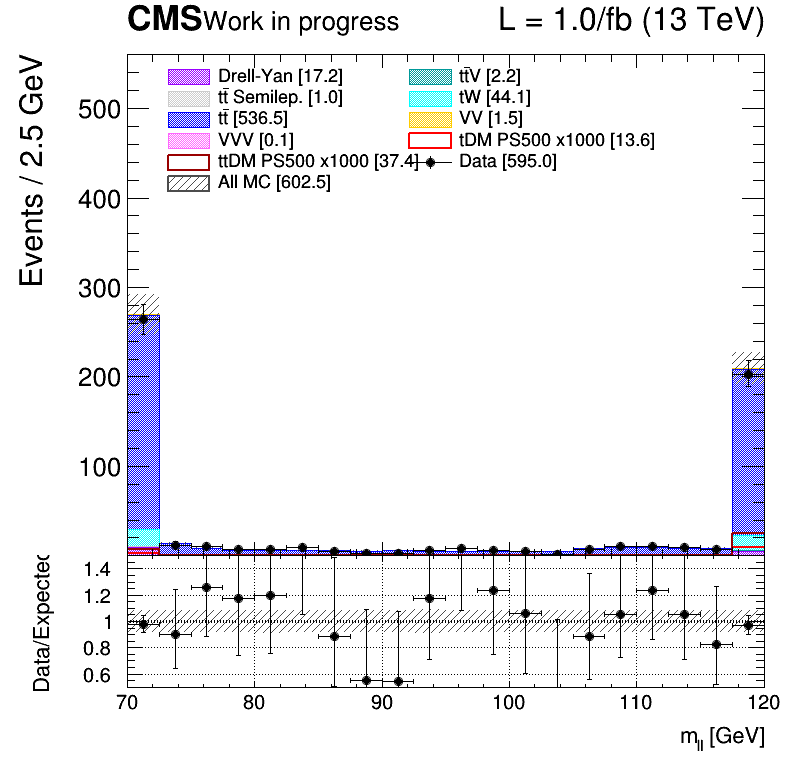 CMS Work in progress L = 1.0/fb (13 TeV)
Events / 2.5 GeV
Drell-Yan [17.2] tt̄V [2.2]
tt̄ Semilep. [1.0] tW [44.1]
tt̄ [536.5] VV [1.5]
VVV [0.1] tDM PS500 x1000 [13.6]
ttDM PS500 x1000 [37.4] Data [595.0]
All MC [602.5]
500
400
300
200
100
Data/Expected
1.4
1.2
1
0.8
0.6
70 80 90 100 110 120
m_ll [GeV]